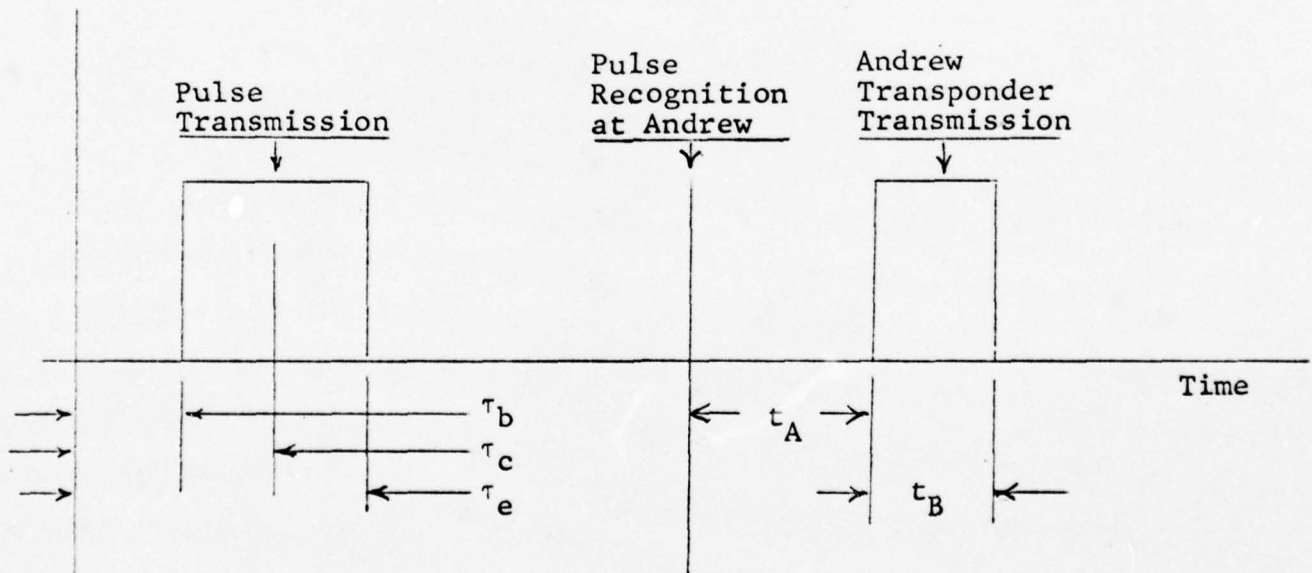 Pulse
Transmission
Pulse
Recognition
at Andrew
Andrew
Transponder
Transmission
Time
τb
τc
τe
tA
tB